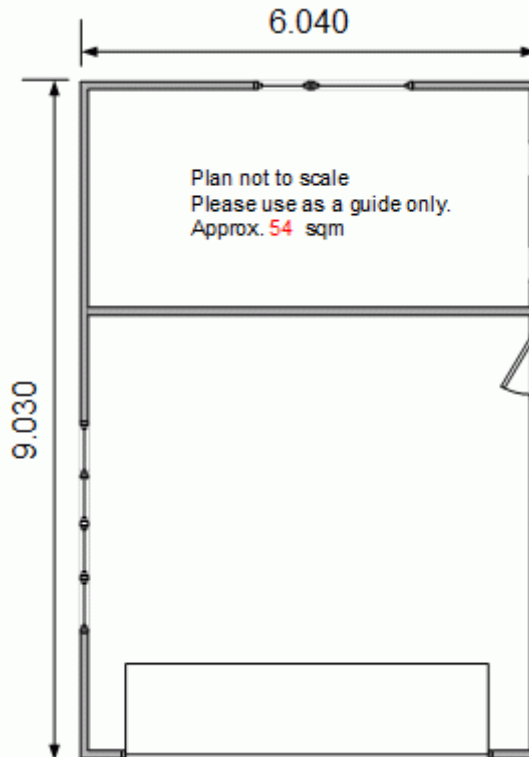 6.040
Plan not to scale
Please use as a guide only.
Approx. 54 sqm
9.030